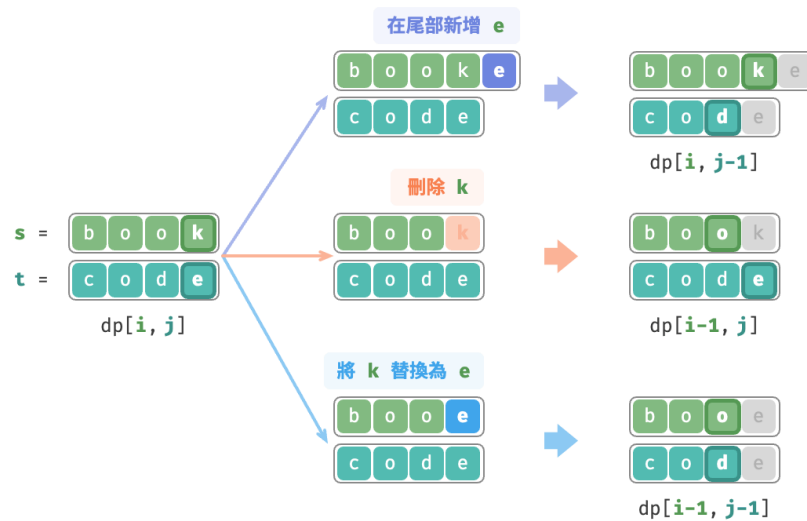 在尾部新增 e
b o o k e
c o d e
b o o k e
c o d e
dp[i, j-1]
刪除 k
s = b o o k
t = c o d e
dp[i, j]
b o o k
c o d e
b o o k
c o d e
dp[i-1, j]
將 k 替換為 e
b o o e
c o d e
b o o e
c o d e
dp[i-1, j-1]